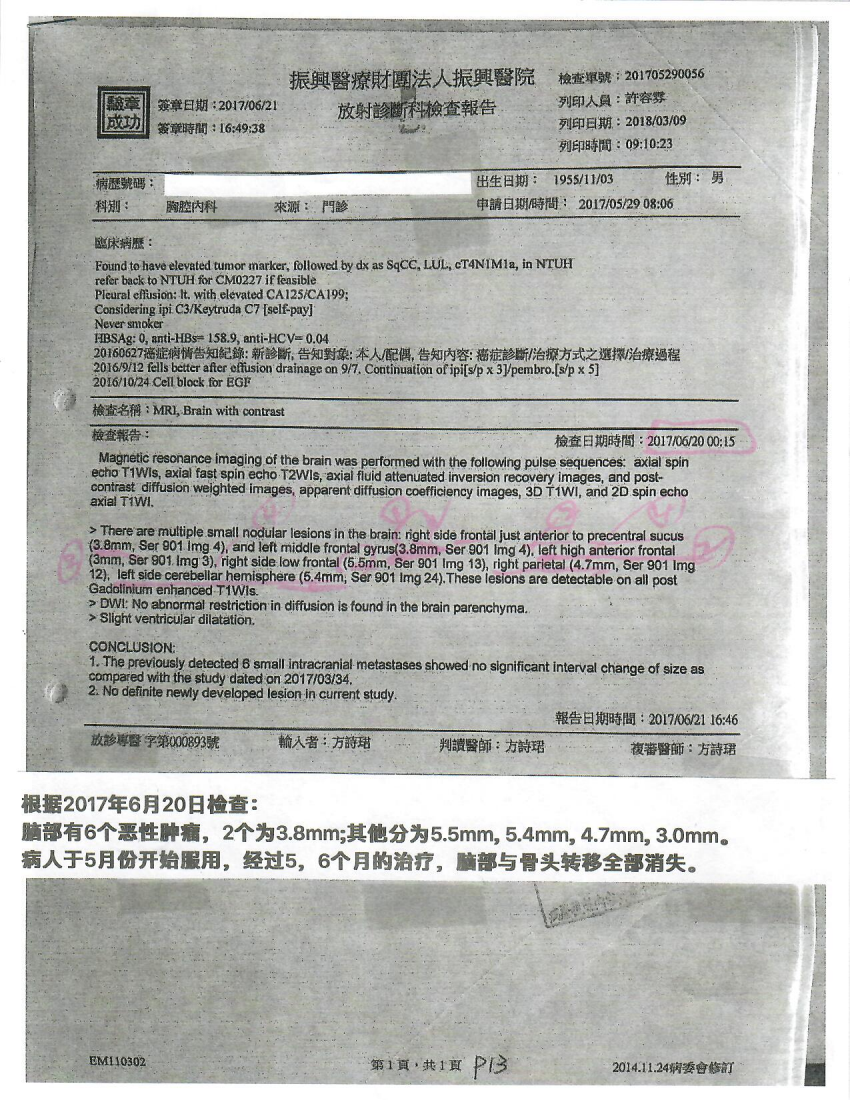 振興醫療財團法人振興醫院
放射診斷科檢查報告
簽章成功
簽章日期：2017/06/21
簽章時間：16:49:38
檢查單號：201705290056
列印人員：許容雰
列印日期：2018/03/09
列印時間：09:10:23
病歷號碼： 出生日期： 1955/11/03 性別： 男
科別： 胸腔內科 來源： 門診 申請日期/時間： 2017/05/29 08:06
臨床病歷：
Found to have elevated tumor marker, followed by dx as SqCC, LUL, cT4N1M1a, in NTUH
refer back to NTUH for CM0227 if feasible
Pleural effusion: lt. with elevated CA125/CA199;
Considering ipi C3/Keytruda C7 [self-pay]
Never smoker
HBSAg: 0, anti-HBs= 158.9, anti-HCV= 0.04
20160627癌症病情告知紀錄: 新診斷, 告知對象: 本人/配偶, 告知內容: 癌症診斷/治療方式之選擇/治療過程
2016/9/12 fells better after effusion drainage on 9/7. Continuation of ipi[s/p x 3]/pembro.[s/p x 5]
2016/10/24 Cell block for EGF
檢查名稱：MRI, Brain with contrast
檢查報告： 檢查日期時間：2017/06/20 00:15
Magnetic resonance imaging of the brain was performed with the following pulse sequences: axial spin
echo T1WIs, axial fast spin echo T2WIs, axial fluid attenuated inversion recovery images, and post-
contrast diffusion weighted images, apparent diffusion coefficiency images, 3D T1WI, and 2D spin echo
axial T1WI.
> There are multiple small nodular lesions in the brain: right side frontal just anterior to precentral sucus
(3.8mm, Ser 901 Img 4), and left middle frontal gyrus(3.8mm, Ser 901 Img 4), left high anterior frontal
(3mm, Ser 901 Img 3), right side low frontal (5.5mm, Ser 901 Img 13), right parietal (4.7mm, Ser 901 Img
12), left side cerebellar hemisphere (5.4mm, Ser 901 Img 24).These lesions are detectable on all post
Gadolinium enhanced T1WIs.
> DWI: No abnormal restriction in diffusion is found in the brain parenchyma.
> Slight ventricular dilatation.
CONCLUSION:
1. The previously detected 6 small intracranial metastases showed no significant interval change of size as
compared with the study dated on 2017/03/34.
2. No definite newly developed lesion in current study.
報告日期時間：2017/06/21 16:46
放診專醫 字第000893號 輸入者：方詩珺 判讀醫師：方詩珺 複審醫師：方詩珺
根据2017年6月20日检查：
脑部有6个恶性肿瘤，2个为3.8mm;其他分为5.5mm, 5.4mm, 4.7mm, 3.0mm。
病人于5月份开始服用，经过5，6个月的治疗，脑部与骨头转移全部消失。
EM110302 第1頁，共1頁 P13 2014.11.24病委會修訂